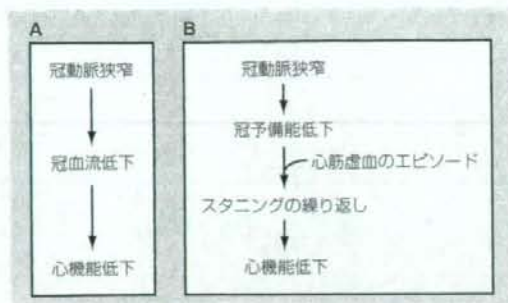 A
冠動脈狭窄
冠血流低下
心機能低下
B
冠動脈狭窄
冠予備能低下
心筋虚血のエピソード
スタニングの繰り返し
心機能低下